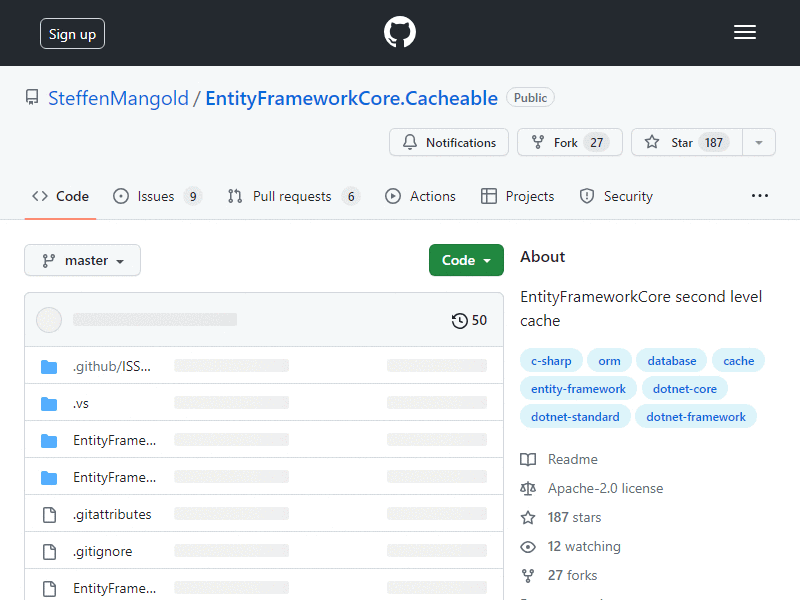 Sign up
SteffenMangold / EntityFrameworkCore.Cacheable Public
Notifications Fork 27 Star 187
Code Issues 9 Pull requests 6 Actions Projects Security
master Code
50
.github/ISS...
.vs
EntityFrame...
EntityFrame...
.gitattributes
.gitignore
EntityFrame...
About
EntityFrameworkCore second level
cache
c-sharp orm database cache
entity-framework dotnet-core
dotnet-standard dotnet-framework
Readme
Apache-2.0 license
187 stars
12 watching
27 forks